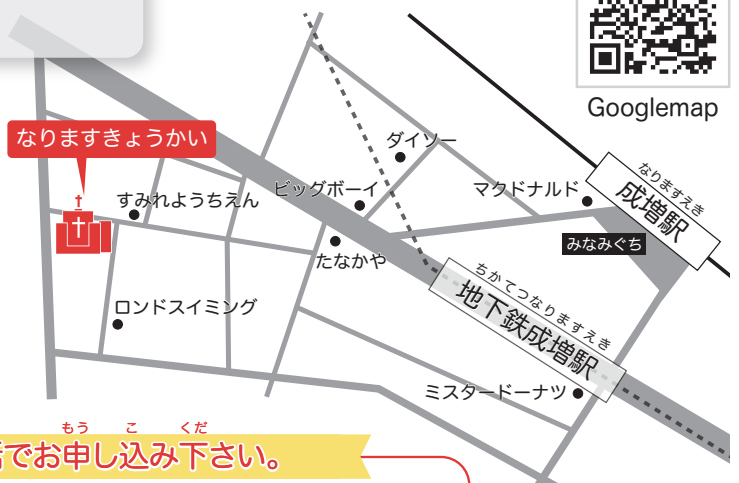 Googlemap
なりますきょうかい
ダイソー
すみれようちえん
ビッグボーイ
マクドナルド
なりますえき
成増駅
みなみぐち
たなかや
ちかてつなりますえき
地下鉄成増駅
ロンドスイミング
ミスタードーナツ
もう こ くだ
でお申し込み下さい。